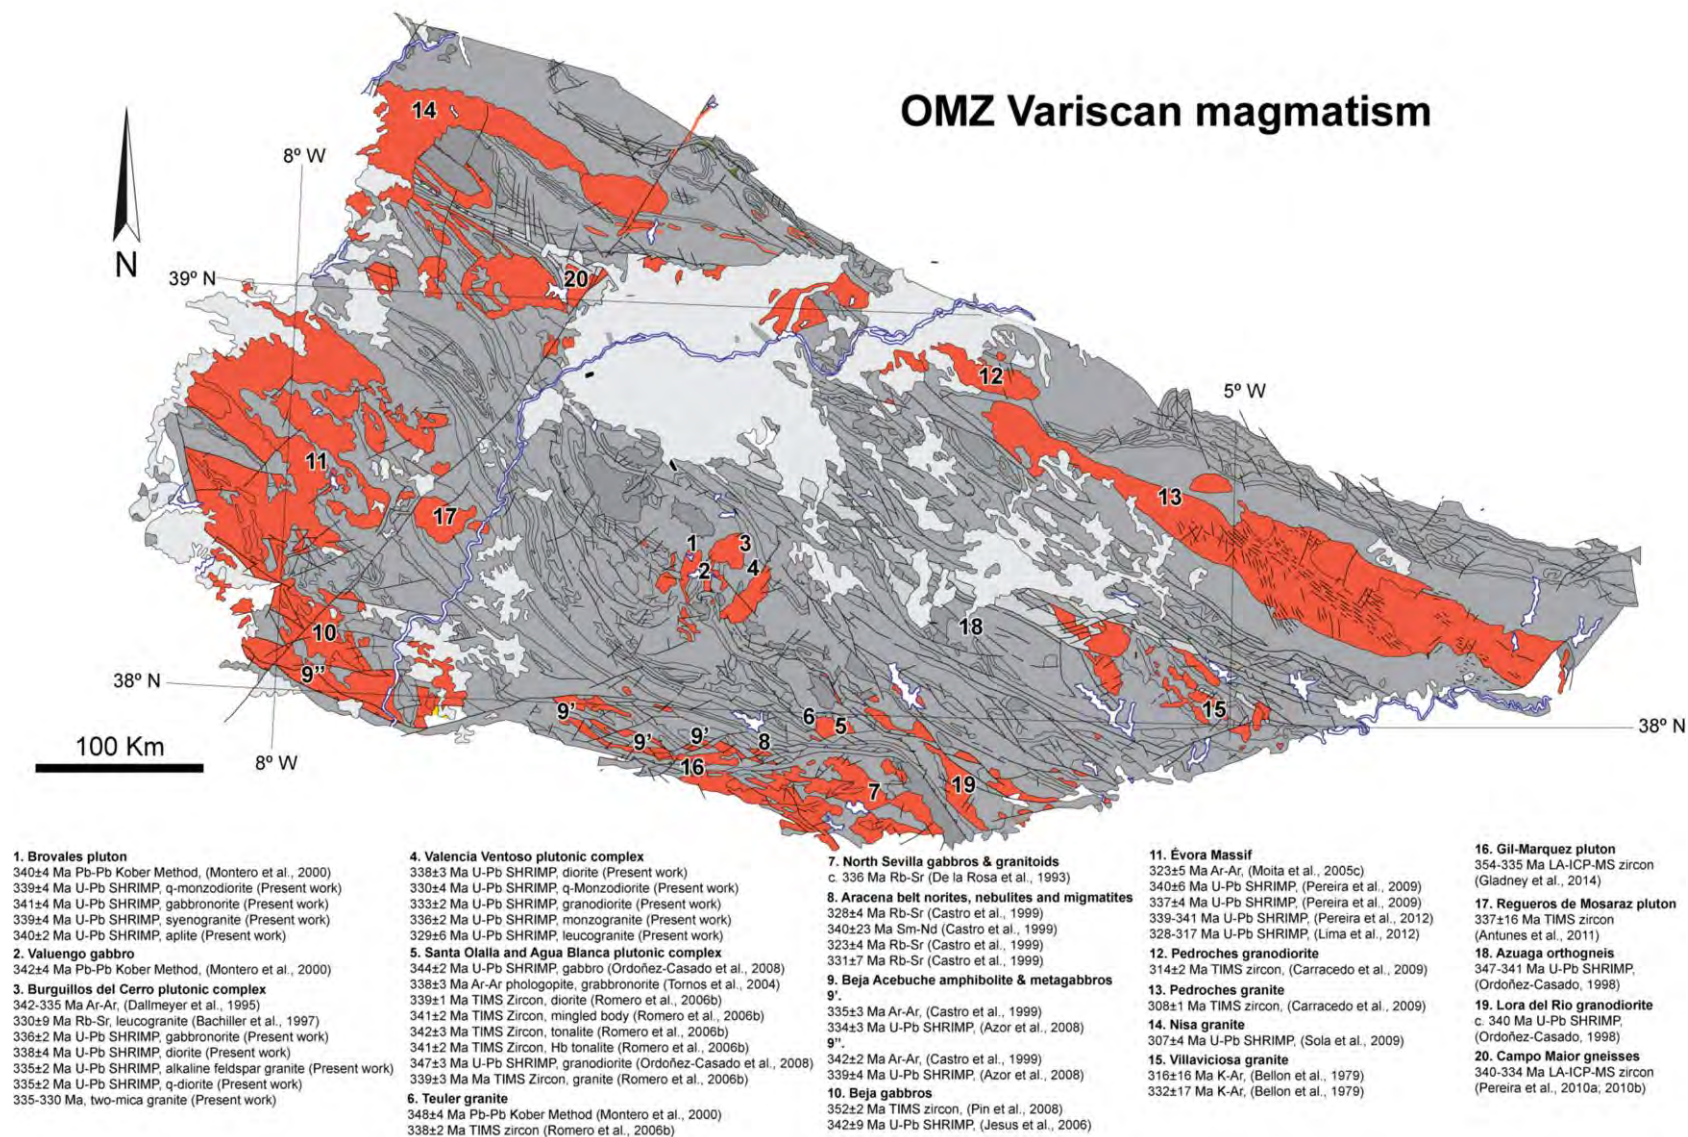 OMZ Variscan magmatism
N
8º W
39º N
5º W
38º N
38º N
8º W
100 Km
14
20
12
11
13
17
1
3
2
4
10
18
9’’
9’
6
5
15
9’
9’
8
16
7
19
1. Brovales pluton
340±4 Ma Pb-Pb Kober Method, (Montero et al., 2000)
339±4 Ma U-Pb SHRIMP, q-monzodiorite (Present work)
341±4 Ma U-Pb SHRIMP, gabbronorite (Present work)
339±4 Ma U-Pb SHRIMP, syenogranite (Present work)
340±2 Ma U-Pb SHRIMP, aplite (Present work)
2. Valuengo gabbro
342±4 Ma Pb-Pb Kober Method, (Montero et al., 2000)
3. Burguillos del Cerro plutonic complex
342-335 Ma Ar-Ar, (Dallmeyer et al., 1995)
330±9 Ma Rb-Sr, leucogranite (Bachiller et al., 1997)
336±2 Ma U-Pb SHRIMP, gabbronorite (Present work)
338±4 Ma U-Pb SHRIMP, diorite (Present work)
335±2 Ma U-Pb SHRIMP, alkaline feldspar granite (Present work)
335±2 Ma U-Pb SHRIMP, q-diorite (Present work)
335-330 Ma, two-mica granite (Present work)
4. Valencia Ventoso plutonic complex
338±3 Ma U-Pb SHRIMP, diorite (Present work)
330±4 Ma U-Pb SHRIMP, q-Monzodiorite (Present work)
333±2 Ma U-Pb SHRIMP, granodiorite (Present work)
336±2 Ma U-Pb SHRIMP, monzogranite (Present work)
329±6 Ma U-Pb SHRIMP, leucogranite (Present work)
5. Santa Olalla and Agua Blanca plutonic complex
344±2 Ma U-Pb SHRIMP, gabbro (Ordoñez-Casado et al., 2008)
338±3 Ma Ar-Ar phologopite, grabbronorite (Tornos et al., 2004)
339±1 Ma TIMS Zircon, diorite (Romero et al., 2006b)
341±2 Ma TIMS Zircon, mingled body (Romero et al., 2006b)
342±3 Ma TIMS Zircon, tonalite (Romero et al., 2006b)
341±2 Ma TIMS Zircon, Hb tonalite (Romero et al., 2006b)
347±3 Ma U-Pb SHRIMP, granodiorite (Ordoñez-Casado et al., 2008)
339±3 Ma Ma TIMS Zircon, granite (Romero et al., 2006b)
6. Teuler granite
348±4 Ma Pb-Pb Kober Method (Montero et al., 2000)
338±2 Ma TIMS zircon (Romero et al., 2006b)
7. North Sevilla gabbros & granitoids
c. 336 Ma Rb-Sr (De la Rosa et al., 1993)
8. Aracena belt norites, nebulites and migmatites
328±4 Ma Rb-Sr (Castro et al., 1999)
340±23 Ma Sm-Nd (Castro et al., 1999)
323±4 Ma Rb-Sr (Castro et al., 1999)
331±7 Ma Rb-Sr (Castro et al., 1999)
9. Beja Acebuche amphibolite & metagabbros
9’.
335±3 Ma Ar-Ar, (Castro et al., 1999)
334±3 Ma U-Pb SHRIMP, (Azor et al., 2008)
9’’.
342±2 Ma Ar-Ar, (Castro et al., 1999)
339±4 Ma U-Pb SHRIMP, (Azor et al., 2008)
10. Beja gabbros
352±2 Ma TIMS zircon, (Pin et al., 2008)
342±9 Ma U-Pb SHRIMP, (Jesus et al., 2006)
11. Évora Massif
323±5 Ma Ar-Ar, (Moita et al., 2005c)
340±6 Ma U-Pb SHRIMP, (Pereira et al., 2009)
337±4 Ma U-Pb SHRIMP, (Pereira et al., 2009)
339-341 Ma U-Pb SHRIMP, (Pereira et al., 2012)
328-317 Ma U-Pb SHRIMP, (Lima et al., 2012)
12. Pedroches granodiorite
314±2 Ma TIMS zircon, (Carracedo et al., 2009)
13. Pedroches granite
308±1 Ma TIMS zircon, (Carracedo et al., 2009)
14. Nisa granite
307±4 Ma U-Pb SHRIMP, (Sola et al., 2009)
15. Villaviciosa granite
316±16 Ma K-Ar, (Bellon et al., 1979)
332±17 Ma K-Ar, (Bellon et al., 1979)
16. Gil-Marquez pluton
354-335 Ma LA-ICP-MS zircon
(Gladney et al., 2014)
17. Regueros de Mosaraz pluton
337±16 Ma TIMS zircon
(Antunes et al., 2011)
18. Azuaga orthogneis
347-341 Ma U-Pb SHRIMP,
(Ordoñez-Casado, 1998)
19. Lora del Rio granodiorite
c. 340 Ma U-Pb SHRIMP,
(Ordoñez-Casado, 1998)
20. Campo Maior gneisses
340-334 Ma LA-ICP-MS zircon
(Pereira et al., 2010a; 2010b)